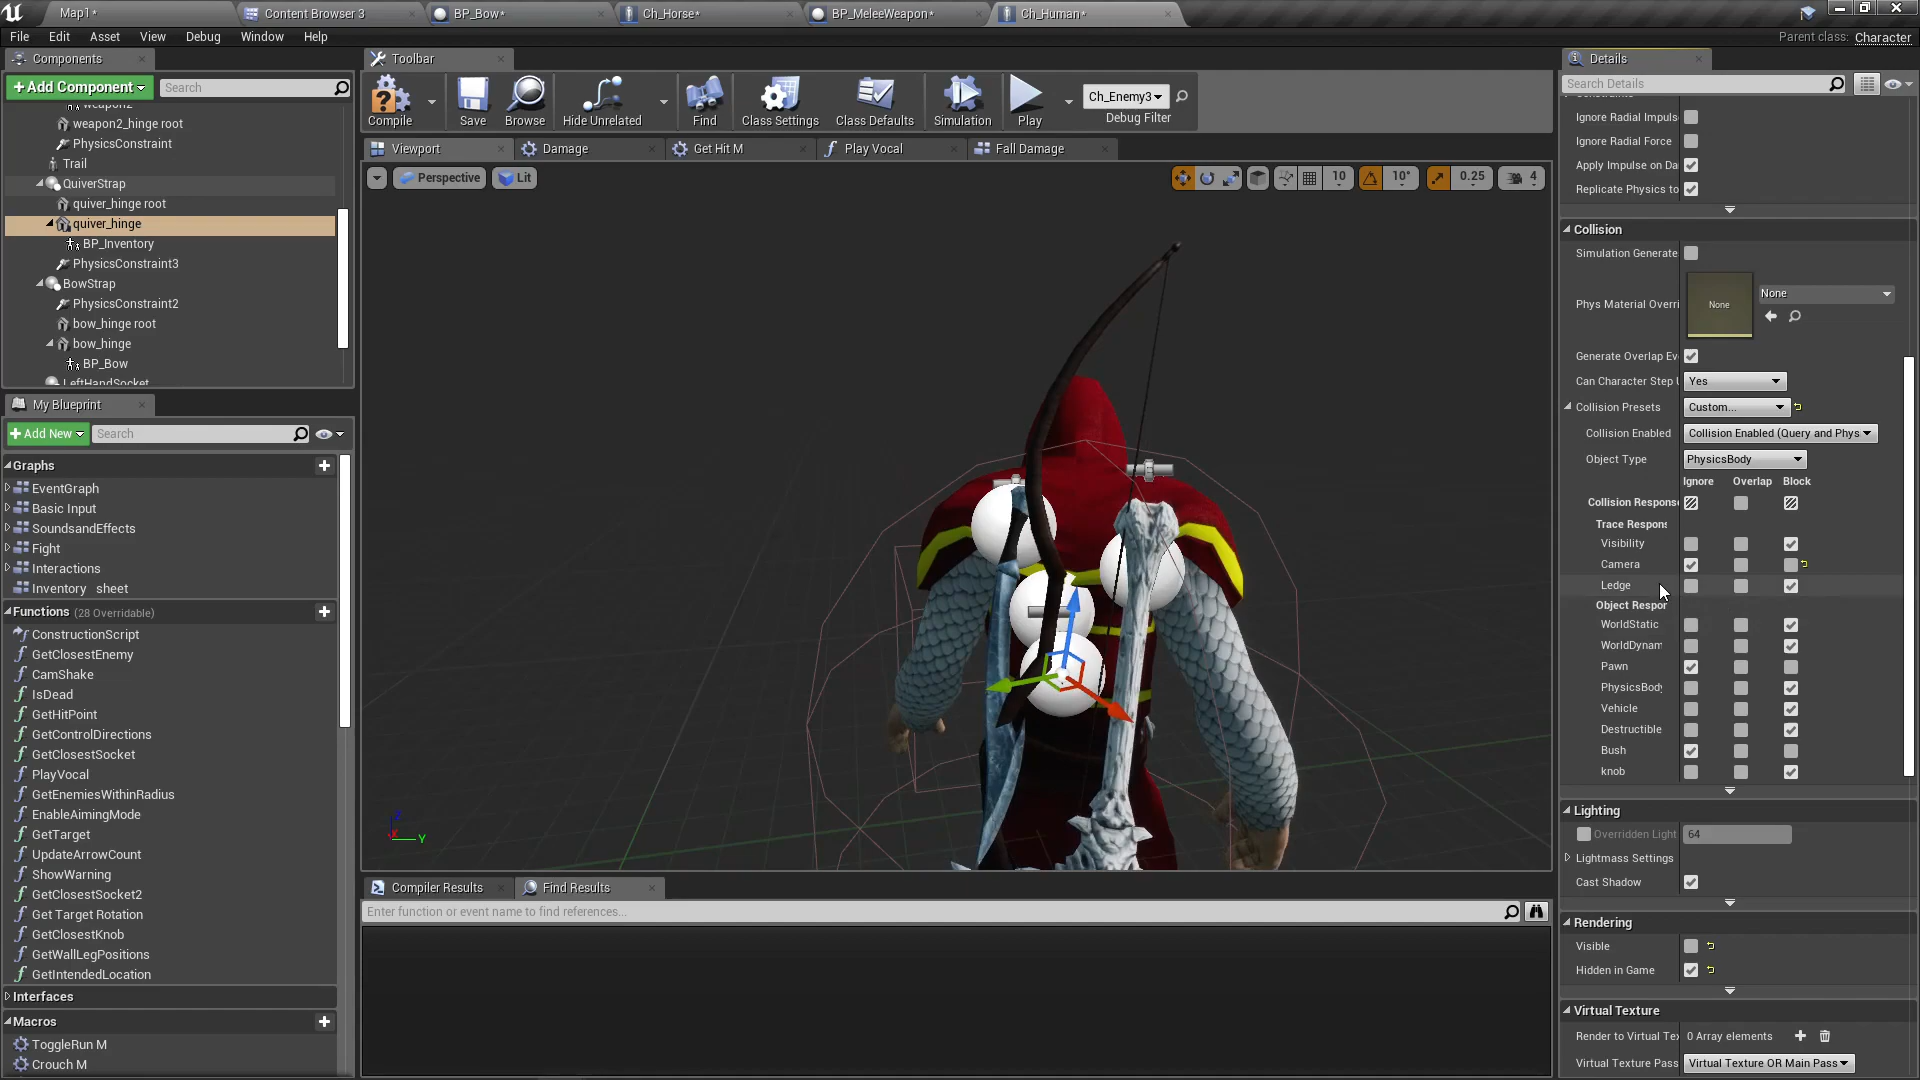 Map1*
Content Browser 3
BP_Bow*
Ch_Horse*
BP_MeleeWeapon*
Ch_Human*
File Edit Asset View Debug Window Help
Parent class: Character
Components
+Add Component
Search
weapon2
weapon2_hinge root
PhysicsConstraint
Trail
QuiverStrap
quiver_hinge root
quiver_hinge
BP_Inventory
PhysicsConstraint3
BowStrap
PhysicsConstraint2
bow_hinge root
bow_hinge
BP_Bow
LeftHandSocket
My Blueprint
+Add New
Search
Graphs
EventGraph
Basic Input
SoundsandEffects
Fight
Interactions
Inventory sheet
Functions (28 Overridable)
ConstructionScript
GetClosestEnemy
CamShake
IsDead
GetHitPoint
GetControlDirections
GetClosestSocket
PlayVocal
GetEnemiesWithinRadius
EnableAimingMode
GetTarget
UpdateArrowCount
ShowWarning
GetClosestSocket2
Get Target Rotation
GetClosestKnob
GetWallLegPositions
GetIntendedLocation
Interfaces
Macros
ToggleRun M
Crouch M
Toolbar
Compile
Save
Browse
Hide Unrelated
Find
Class Settings
Class Defaults
Simulation
Play
Ch_Enemy3
Debug Filter
Viewport
Damage
Get Hit M
Play Vocal
Fall Damage
Perspective
Lit
10
10°
0.25
4
Z
X
Y
Compiler Results
Find Results
Enter function or event name to find references...
Details
Search Details
Constraints
Ignore Radial Impuls
Ignore Radial Force
Apply Impulse on Da
Replicate Physics to
Collision
Simulation Generate
Phys Material Overri
None
None
Generate Overlap Ev
Can Character Step U
Yes
Collision Presets
Custom...
Collision Enabled
Collision Enabled (Query and Phys
Object Type
PhysicsBody
Ignore Overlap Block
Collision Response
Trace Respons
Visibility
Camera
Ledge
Object Respor
WorldStatic
WorldDynam
Pawn
PhysicsBody
Vehicle
Destructible
Bush
knob
Lighting
Overridden Light
64
Lightmass Settings
Cast Shadow
Rendering
Visible
Hidden in Game
Virtual Texture
Render to Virtual Tex
0 Array elements
Virtual Texture Pass
Virtual Texture OR Main Pass